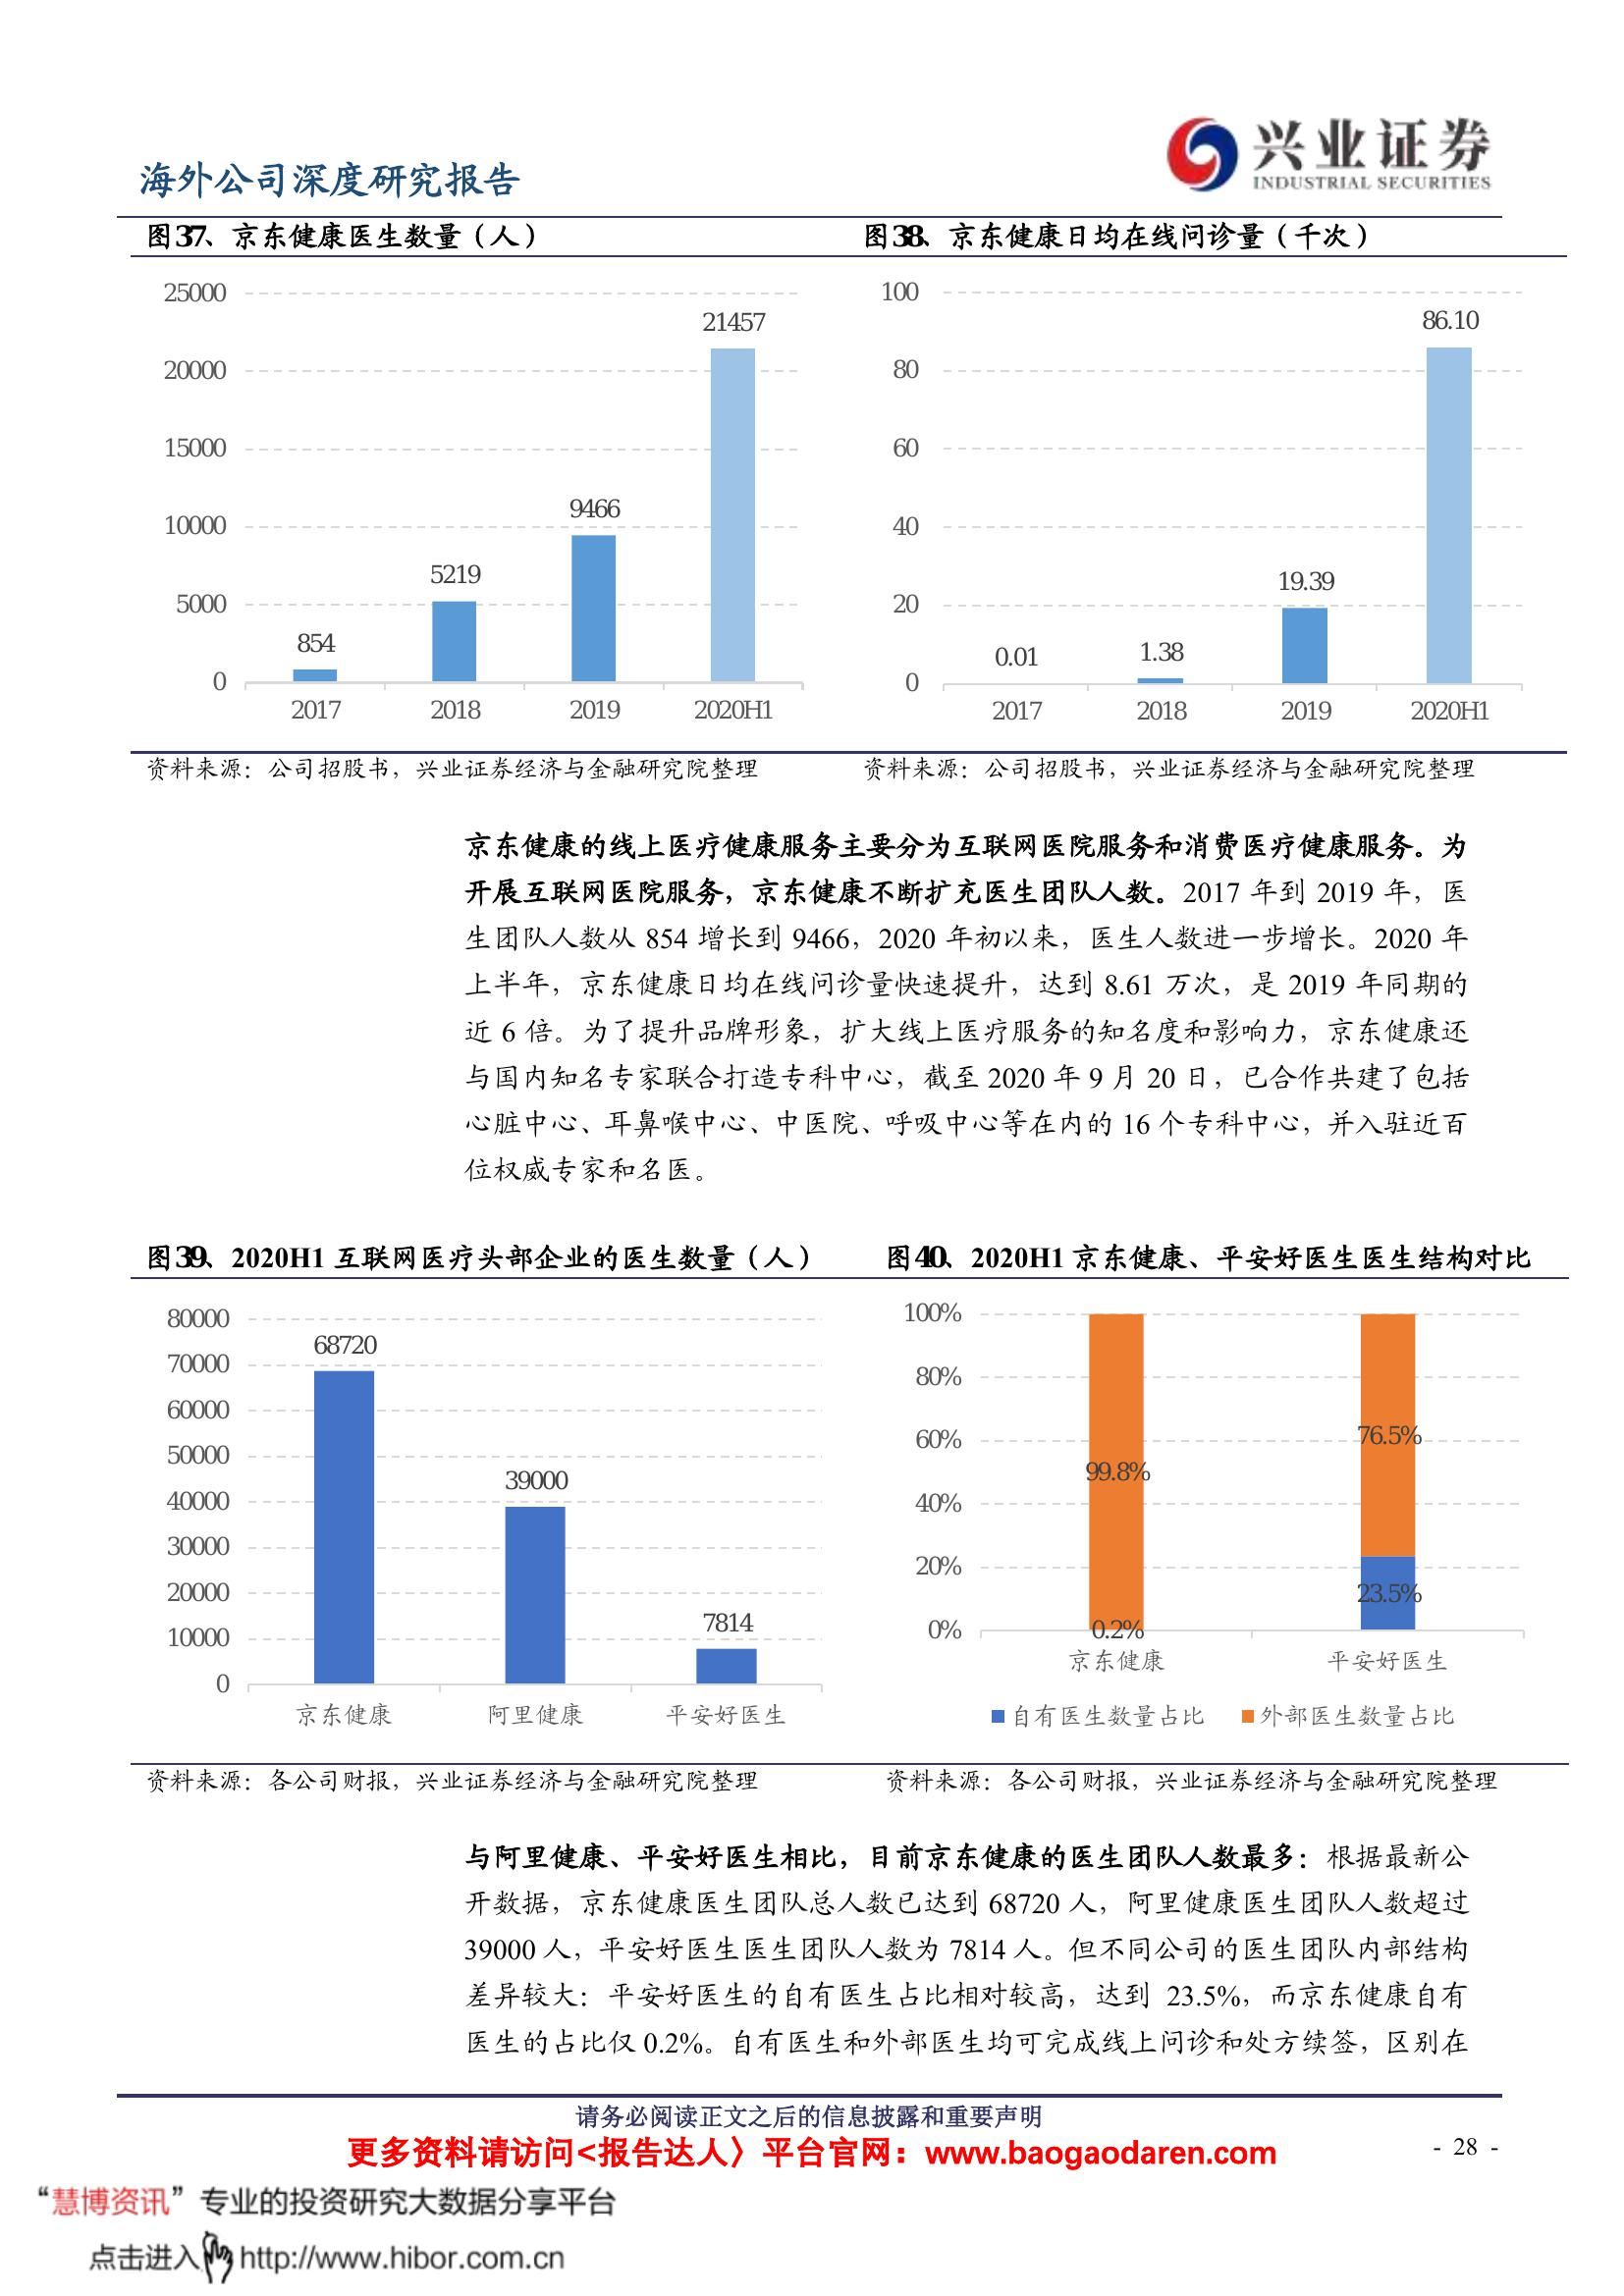 兴业证券
INDUSTRIAL SECURITIES
海外公司深度研究报告
图37、京东健康医生数量（人）
图38、京东健康日均在线问诊量（千次）
25000
20000
15000
10000
5000
0
854
5219
9466
21457
2017
2018
2019
2020H1
100
80
60
40
20
0
0.01
1.38
19.39
86.10
2017
2018
2019
2020H1
资料来源：公司招股书，兴业证券经济与金融研究院整理
资料来源：公司招股书，兴业证券经济与金融研究院整理
京东健康的线上医疗健康服务主要分为互联网医院服务和消费医疗健康服务。为
开展互联网医院服务，京东健康不断扩充医生团队人数。2017 年到 2019 年，医
生团队人数从 854 增长到 9466，2020 年初以来，医生人数进一步增长。2020 年
上半年，京东健康日均在线问诊量快速提升，达到 8.61 万次，是 2019 年同期的
近 6 倍。为了提升品牌形象，扩大线上医疗服务的知名度和影响力，京东健康还
与国内知名专家联合打造专科中心，截至 2020 年 9 月 20 日，已合作共建了包括
心脏中心、耳鼻喉中心、中医院、呼吸中心等在内的 16 个专科中心，并入驻近百
位权威专家和名医。
图39、2020H1 互联网医疗头部企业的医生数量（人）
图40、2020H1 京东健康、平安好医生医生结构对比
80000
70000
60000
50000
40000
30000
20000
10000
0
68720
39000
7814
京东健康
阿里健康
平安好医生
100%
80%
60%
40%
20%
0%
99.8%
0.2%
76.5%
23.5%
京东健康
平安好医生
自有医生数量占比
外部医生数量占比
资料来源：各公司财报，兴业证券经济与金融研究院整理
资料来源：各公司财报，兴业证券经济与金融研究院整理
与阿里健康、平安好医生相比，目前京东健康的医生团队人数最多：根据最新公
开数据，京东健康医生团队总人数已达到 68720 人，阿里健康医生团队人数超过
39000 人，平安好医生医生团队人数为 7814 人。但不同公司的医生团队内部结构
差异较大：平安好医生的自有医生占比相对较高，达到 23.5%，而京东健康自有
医生的占比仅 0.2%。自有医生和外部医生均可完成线上问诊和处方续签，区别在
请务必阅读正文之后的信息披露和重要声明
更多资料请访问<报告达人〉平台官网：www.baogaodaren.com
- 28 -
“慧博资讯”专业的投资研究大数据分享平台
点击进入http://www.hibor.com.cn